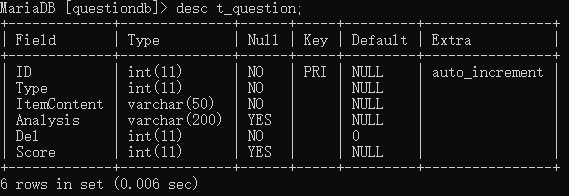 MariaDB [questiondb]> desc t_question;
+-------------+--------------+------+-----+---------+----------------+
| Field       | Type         | Null | Key | Default | Extra          |
+-------------+--------------+------+-----+---------+----------------+
| ID          | int(11)      | NO   | PRI | NULL    | auto_increment |
| Type        | int(11)      | NO   |     | NULL    |                |
| ItemContent | varchar(50)  | NO   |     | NULL    |                |
| Analysis    | varchar(200) | YES  |     | NULL    |                |
| Del         | int(11)      | NO   |     | 0       |                |
| Score       | int(11)      | YES  |     | NULL    |                |
+-------------+--------------+------+-----+---------+----------------+
6 rows in set (0.006 sec)